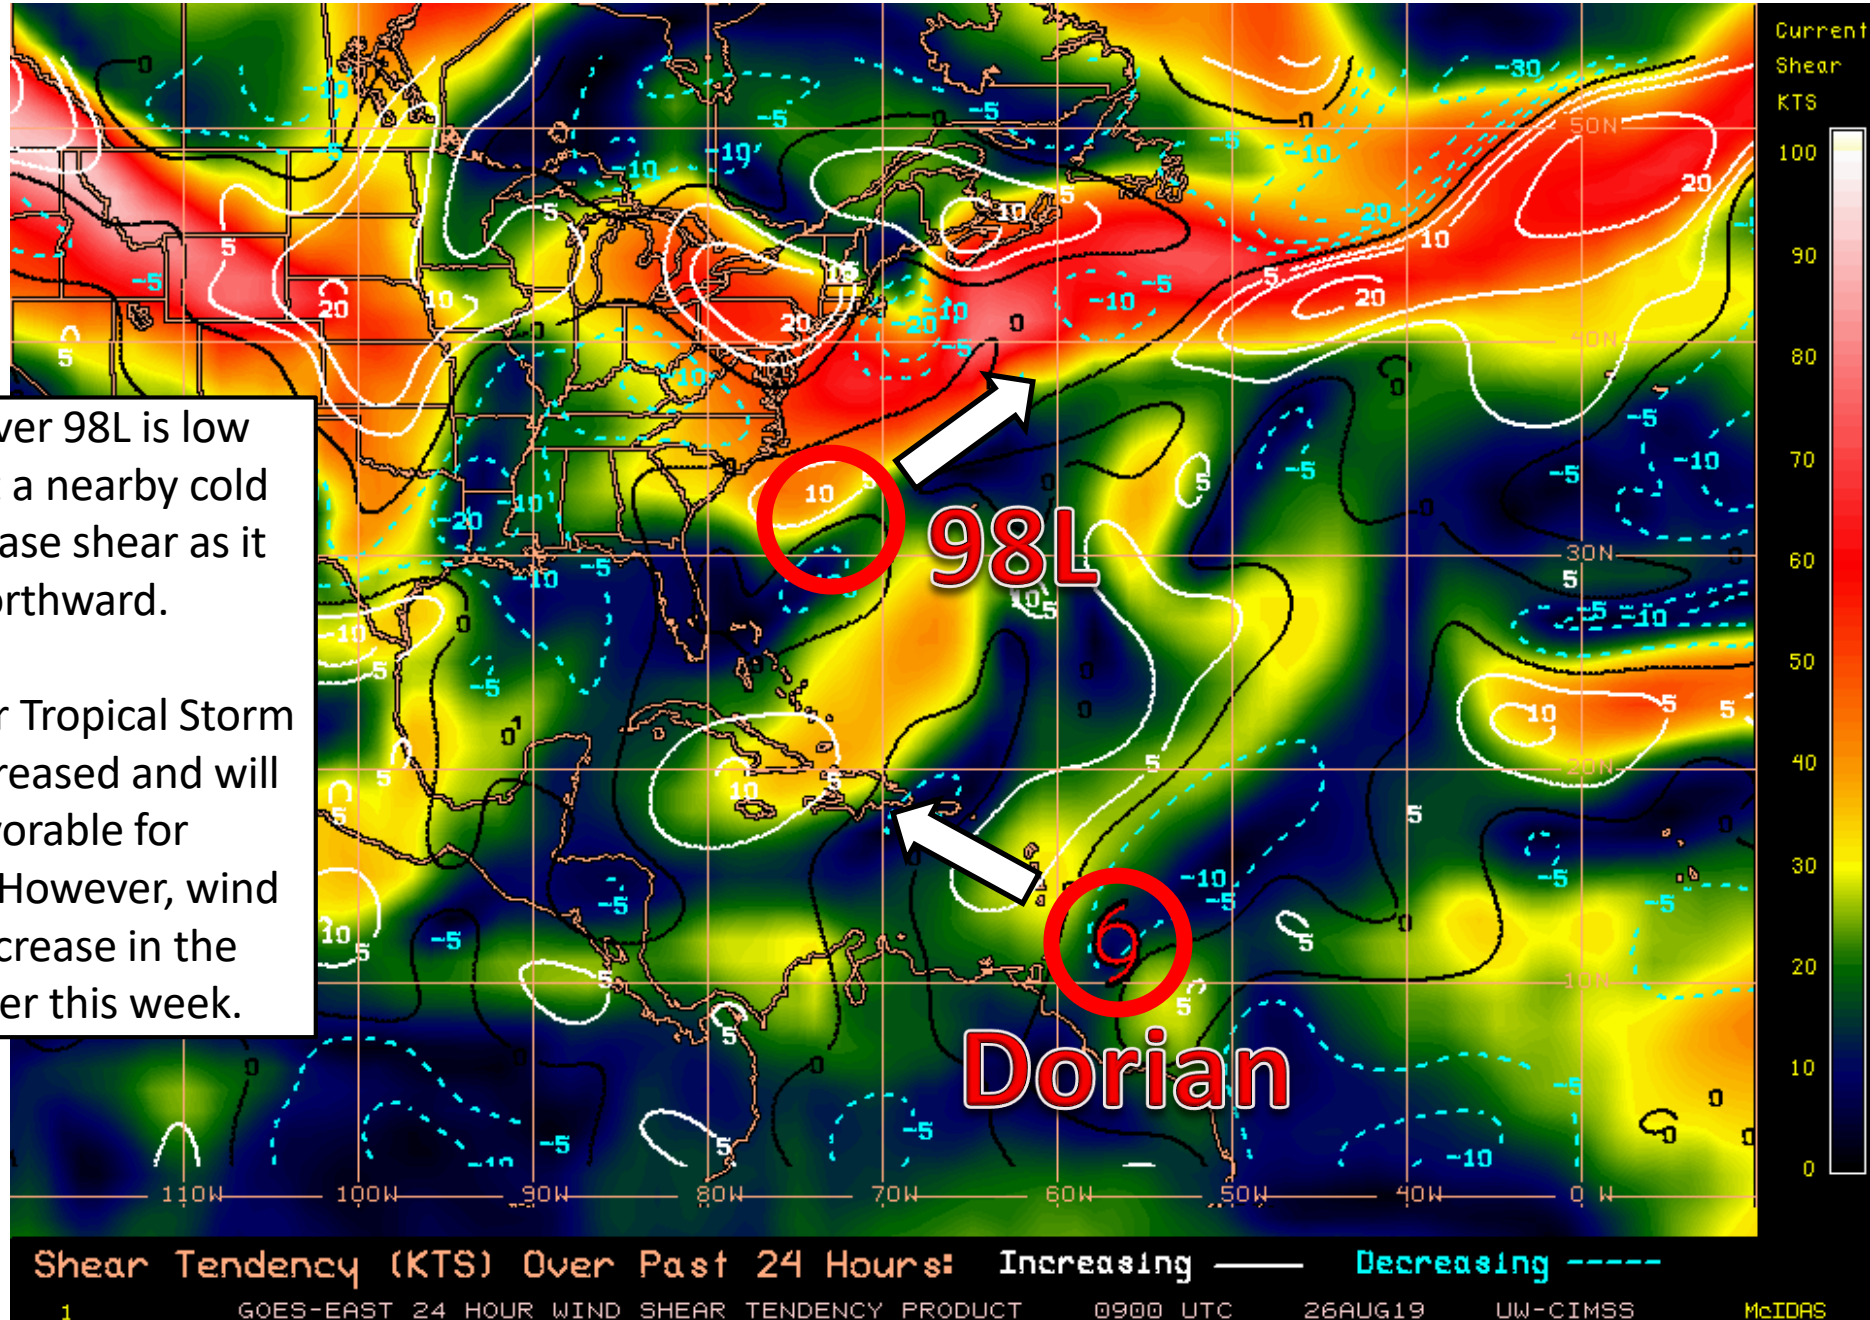 Current
Shear
KTS
100
90
80
70
60
50
40
30
20
10
0
ver 98L is low
t a nearby cold
ase shear as it
orthward.
r Tropical Storm
reased and will
vorable for
However, wind
crease in the
er this week.
98L
Dorian
50N
40N
30N
20N
10N
110W
100W
90W
80W
70W
60W
50W
40W
0 W
Shear Tendency (KTS) Over Past 24 Hours: Increasing Decreasing
1 GOES-EAST 24 HOUR WIND SHEAR TENDENCY PRODUCT 0900 UTC 26AUG19 UW-CIMSS McIDAS